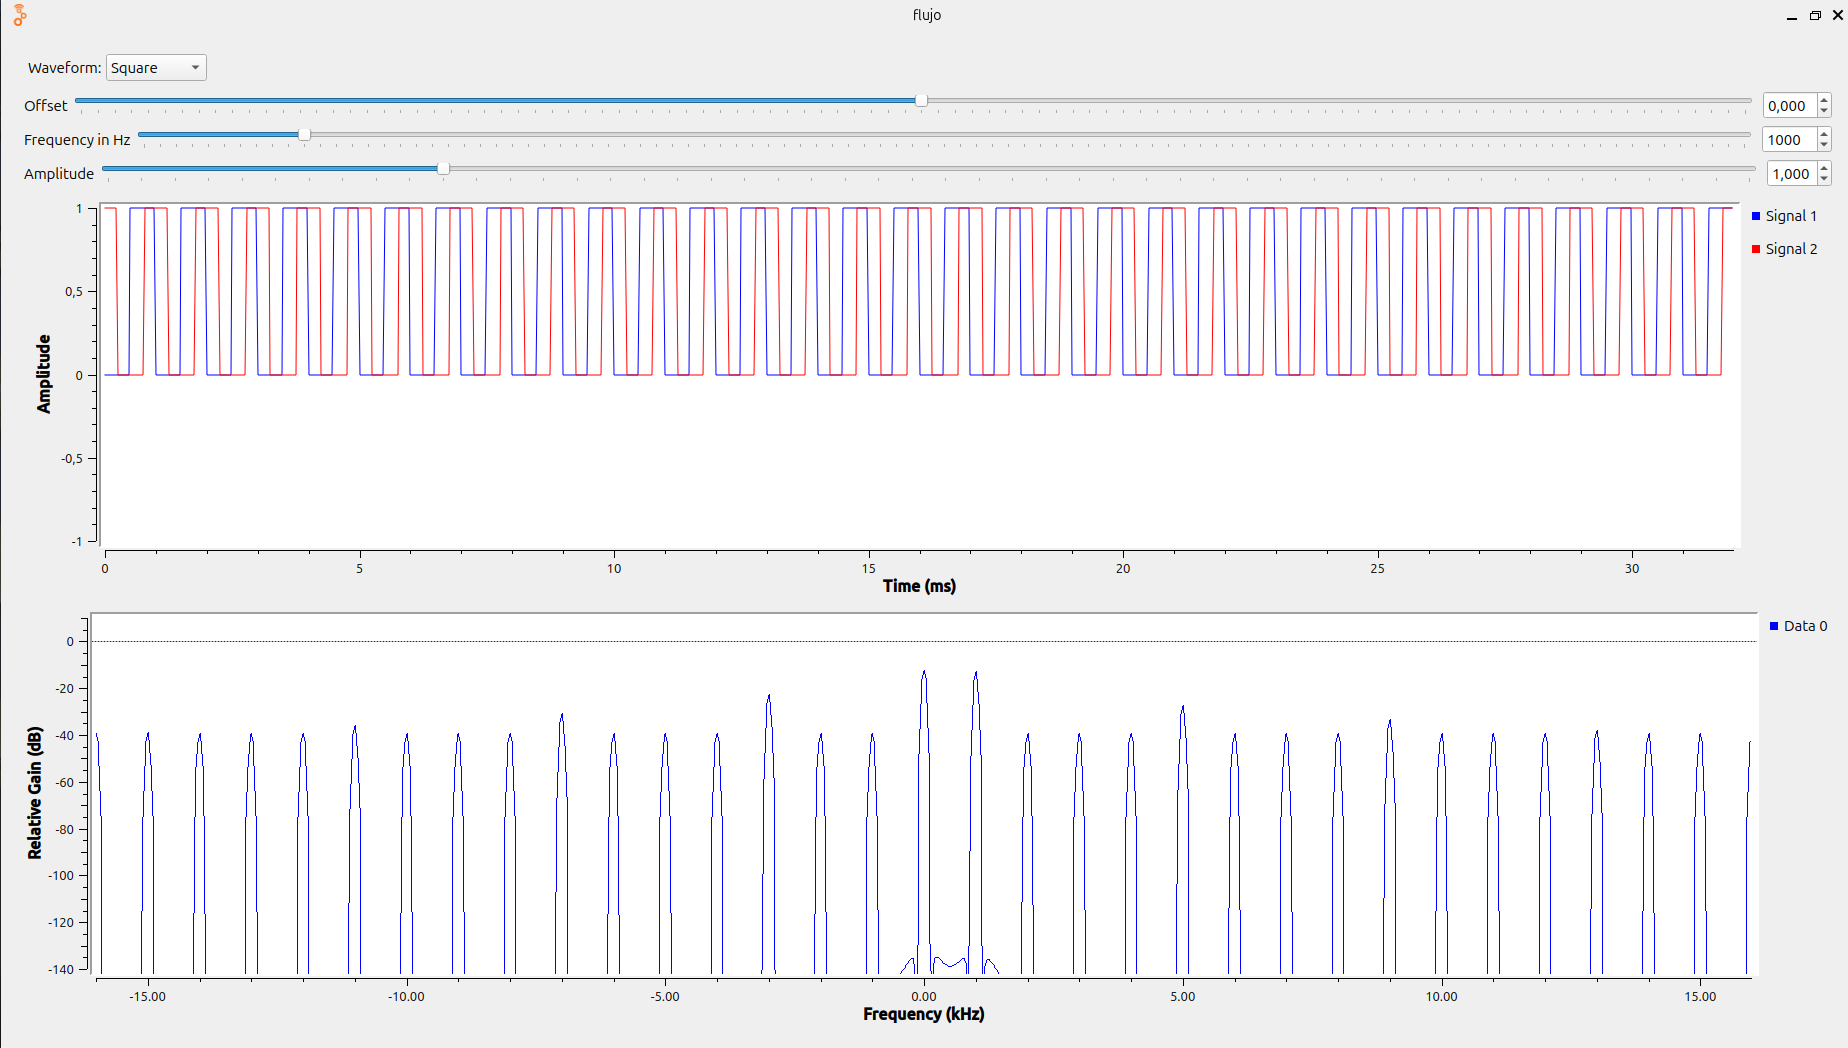 flujo
Waveform: Square
Offset 0,000
Frequency in Hz 1000
Amplitude 1,000
1
0,5
0
-0,5
-1
Amplitude
0 5 10 15 20 25 30
Time (ms)
Signal 1
Signal 2
0
-20
-40
-60
-80
-100
-120
-140
Relative Gain (dB)
-15.00 -10.00 -5.00 0.00 5.00 10.00 15.00
Frequency (kHz)
Data 0